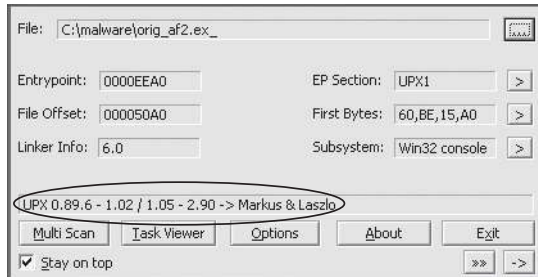 File: C:\malware\orig_af2.ex_ ...
Entrypoint: 0000EEA0 EP Section: UPX1 >
File Offset: 000050A0 First Bytes: 60,BE,15,A0 >
Linker Info: 6.0 Subsystem: Win32 console >
UPX 0.89.6 - 1.02 / 1.05 - 2.90 -> Markus & Laszlo
Multi Scan Task Viewer Options About Exit
Stay on top »» ->